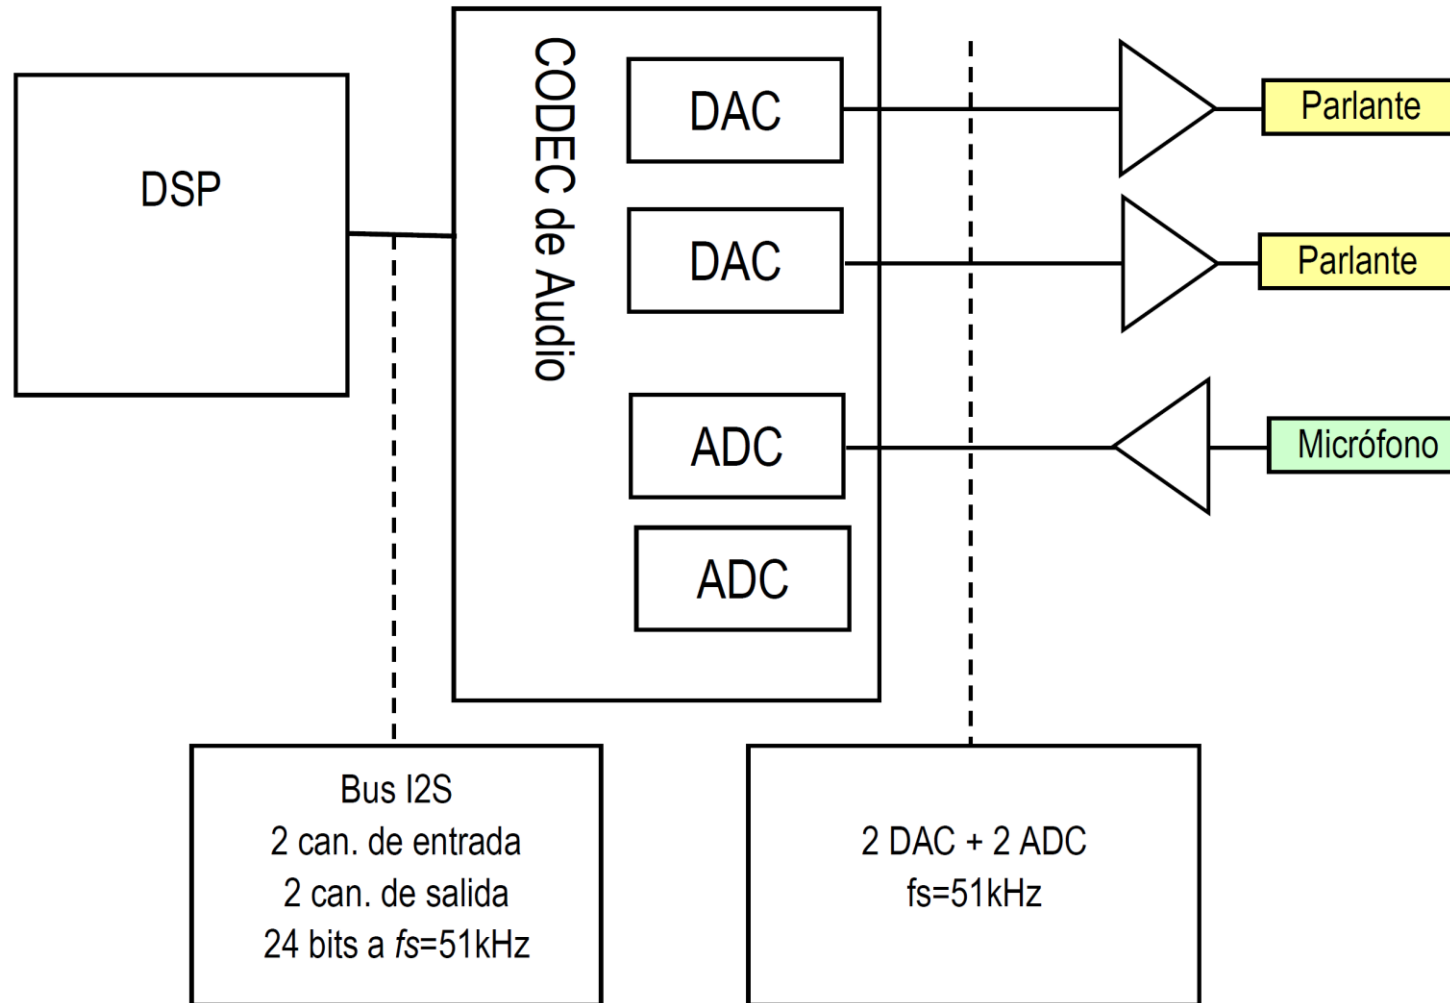 DSP
CODEC de Audio
DAC
DAC
ADC
ADC
Parlante
Parlante
Micrófono
Bus I2S
2 can. de entrada
2 can. de salida
24 bits a fs=51kHz
2 DAC + 2 ADC
fs=51kHz